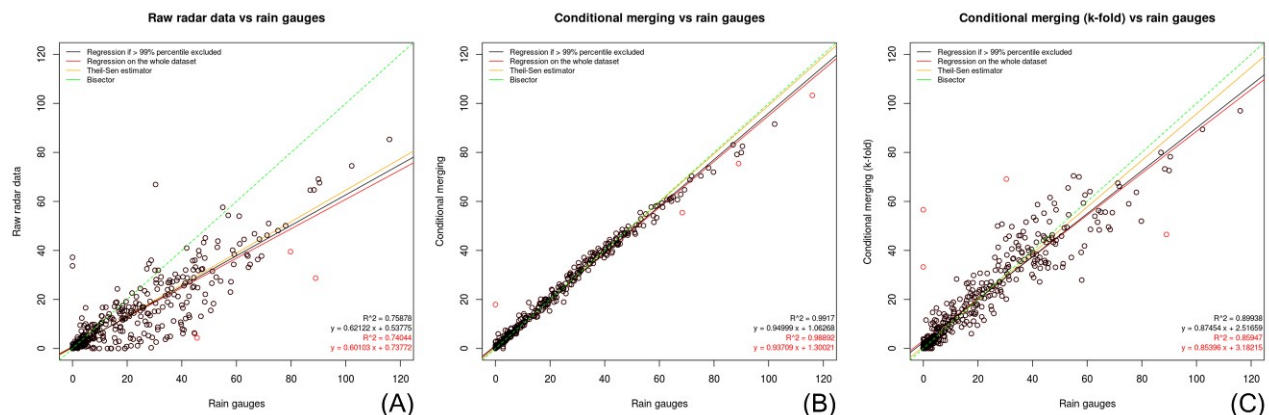 Raw radar data vs rain gauges
Regression if > 99% percentile excluded
Regression on the whole dataset
Theil-Sen estimator
Bisector
Raw radar data
120
100
80
60
40
20
0
R^2 = 0.75878
y = 0.62122 x + 0.53775
R^2 = 0.74044
y = 0.60103 x + 0.73772
0 20 40 60 80 100 120
Rain gauges
(A)
Conditional merging vs rain gauges
Regression if > 99% percentile excluded
Regression on the whole dataset
Theil-Sen estimator
Bisector
Conditional merging
120
100
80
60
40
20
0
R^2 = 0.9917
y = 0.94999 x + 1.06268
R^2 = 0.98892
y = 0.93709 x + 1.30021
0 20 40 60 80 100 120
Rain gauges
(B)
Conditional merging (k-fold) vs rain gauges
Regression if > 99% percentile excluded
Regression on the whole dataset
Theil-Sen estimator
Bisector
Conditional merging (k-fold)
120
100
80
60
40
20
0
R^2 = 0.89938
y = 0.87454 x + 2.51659
R^2 = 0.85947
y = 0.85396 x + 3.18215
0 20 40 60 80 100 120
Rain gauges
(C)